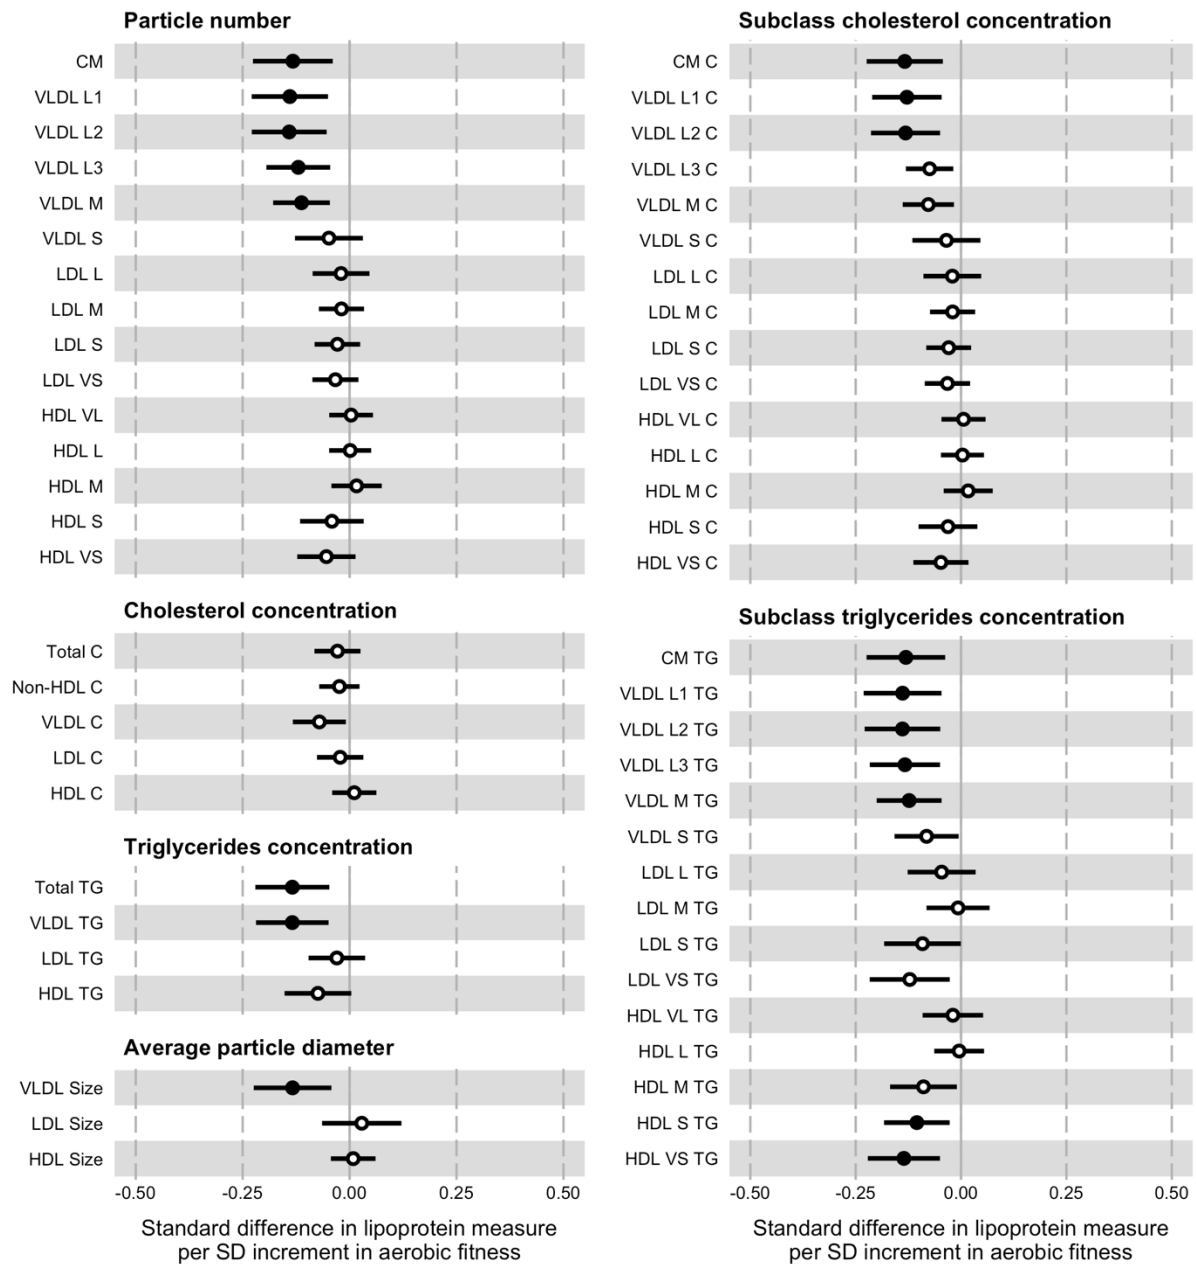 Particle number
CM
VLDL L1
VLDL L2
VLDL L3
VLDL M
VLDL S
LDL L
LDL M
LDL S
LDL VS
HDL VL
HDL L
HDL M
HDL S
HDL VS
Cholesterol concentration
Total C
Non-HDL C
VLDL C
LDL C
HDL C
Triglycerides concentration
Total TG
VLDL TG
LDL TG
HDL TG
Average particle diameter
VLDL Size
LDL Size
HDL Size
-0.50 -0.25 0.00 0.25 0.50
Standard difference in lipoprotein measure
per SD increment in aerobic fitness
Subclass cholesterol concentration
CM C
VLDL L1 C
VLDL L2 C
VLDL L3 C
VLDL M C
VLDL S C
LDL L C
LDL M C
LDL S C
LDL VS C
HDL VL C
HDL L C
HDL M C
HDL S C
HDL VS C
Subclass triglycerides concentration
CM TG
VLDL L1 TG
VLDL L2 TG
VLDL L3 TG
VLDL M TG
VLDL S TG
LDL L TG
LDL M TG
LDL S TG
LDL VS TG
HDL VL TG
HDL L TG
HDL M TG
HDL S TG
HDL VS TG
-0.50 -0.25 0.00 0.25 0.50
Standard difference in lipoprotein measure
per SD increment in aerobic fitness